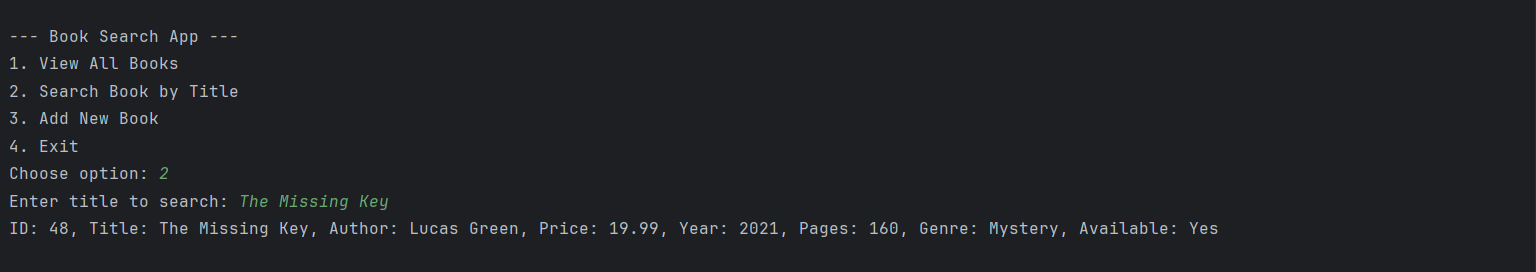 --- Book Search App ---
1. View All Books
2. Search Book by Title
3. Add New Book
4. Exit
Choose option: 2
Enter title to search: The Missing Key
ID: 48, Title: The Missing Key, Author: Lucas Green, Price: 19.99, Year: 2021, Pages: 160, Genre: Mystery, Available: Yes